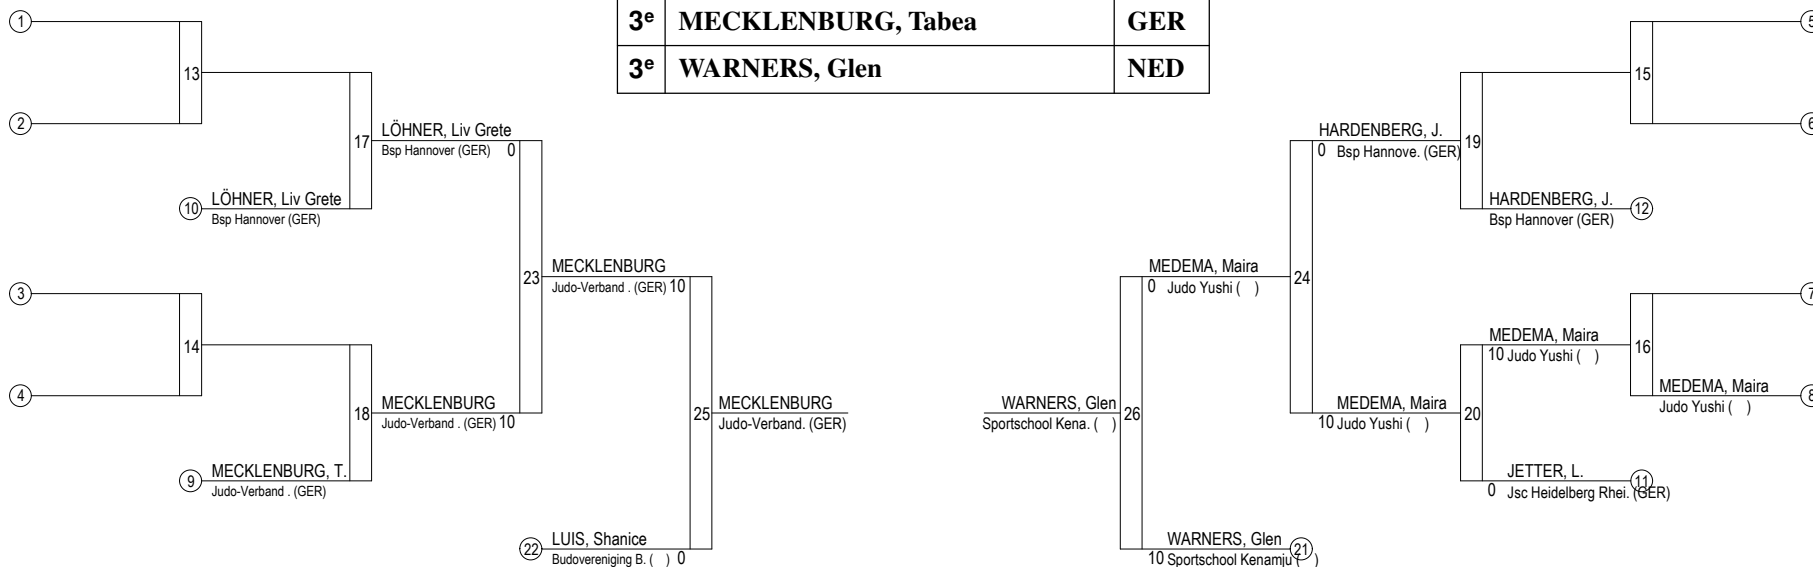 3e MECKLENBURG, Tabea GER
3e WARNERS, Glen NED
1
2
13
10
LÖHNER, Liv Grete
Bsp Hannover (GER)
17
LÖHNER, Liv Grete
Bsp Hannover (GER) 0
3
4
14
9
MECKLENBURG, T.
Judo-Verband . (GER)
18
MECKLENBURG
Judo-Verband . (GER) 10
23
MECKLENBURG
Judo-Verband . (GER) 10
22
LUIS, Shanice
Budovereniging B. ( ) 0
25
MECKLENBURG
Judo-Verband. (GER)
5
6
15
HARDENBERG, J.
Bsp Hannover (GER)
12
19
HARDENBERG, J.
0 Bsp Hannove. (GER)
7
MEDEMA, Maira
Judo Yushi ( )
8
16
MEDEMA, Maira
10 Judo Yushi ( )
JETTER, L.
0 Jsc Heidelberg Rhei. (GER)
11
20
MEDEMA, Maira
10 Judo Yushi ( )
24
MEDEMA, Maira
0 Judo Yushi ( )
WARNERS, Glen
10 Sportschool Kenamju ( )
21
26
WARNERS, Glen
Sportschool Kena. ( )